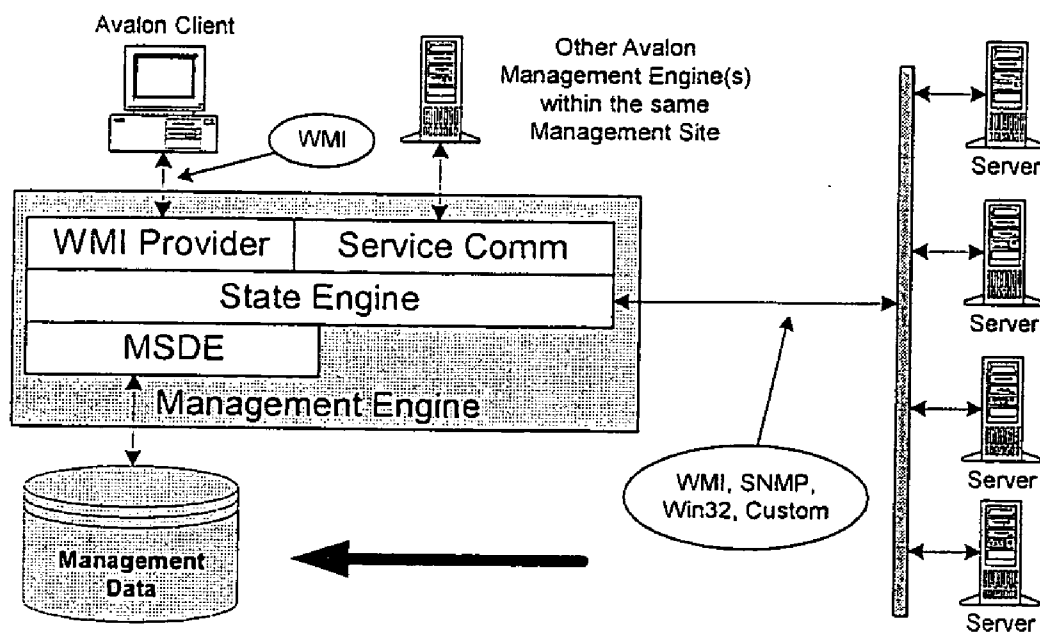 Avalon Client
Other Avalon
Management Engine(s)
within the same
Management Site
WMI
Server
WMI Provider
Service Comm
State Engine
MSDE
Management Engine
Server
WMI, SNMP,
Win32, Custom
Server
Management
Data
Server